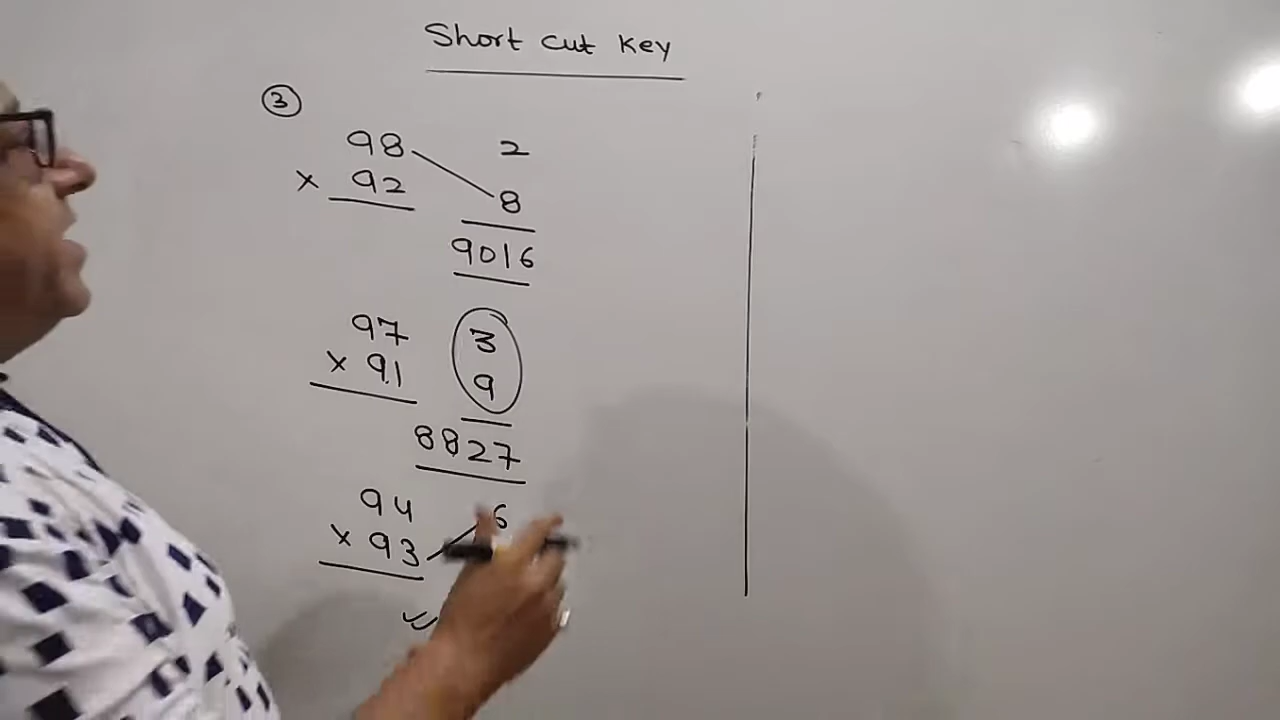 Short cut key
3
98 2
× 92 8
9016
97 3
× 91 9
8827
94 6
× 93